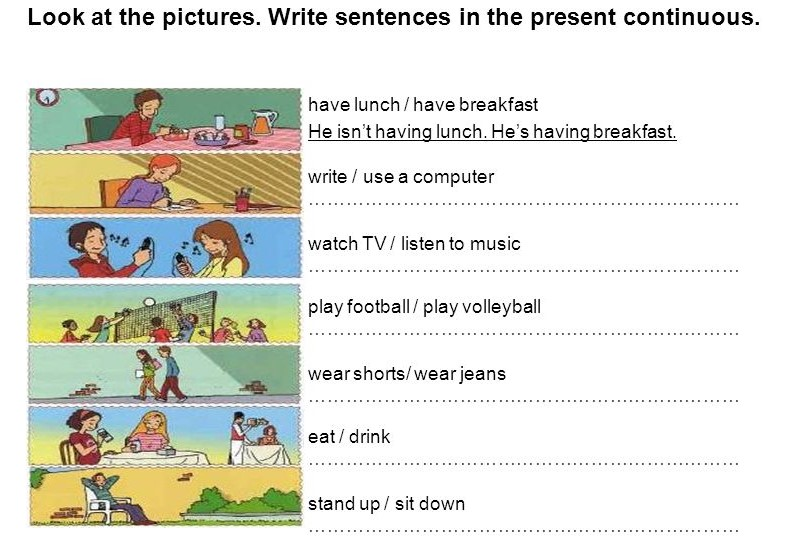 Look at the pictures. Write sentences in the present continuous.
have lunch / have breakfast
He isn't having lunch. He's having breakfast.
write / use a computer
watch TV / listen to music
play football / play volleyball
wear shorts/ wear jeans
eat / drink
stand up / sit down